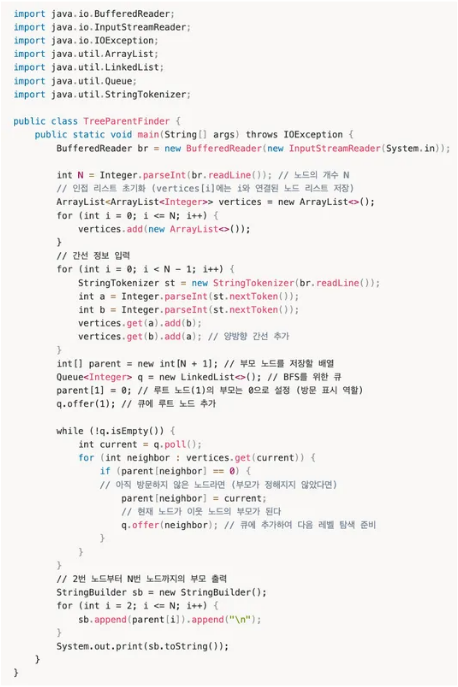 import java.io.BufferedReader;
import java.io.InputStreamReader;
import java.io.IOException;
import java.util.ArrayList;
import java.util.LinkedList;
import java.util.Queue;
import java.util.StringTokenizer;

public class TreeParentFinder {
    public static void main(String[] args) throws IOException {
        BufferedReader br = new BufferedReader(new InputStreamReader(System.in));

        int N = Integer.parseInt(br.readLine()); // 노드의 개수 N
        // 인접 리스트 초기화 (vertices[i]에는 i와 연결된 노드 리스트 저장)
        ArrayList<ArrayList<Integer>> vertices = new ArrayList<>();
        for (int i = 0; i <= N; i++) {
            vertices.add(new ArrayList<>());
        }
        // 간선 정보 입력
        for (int i = 0; i < N - 1; i++) {
            StringTokenizer st = new StringTokenizer(br.readLine());
            int a = Integer.parseInt(st.nextToken());
            int b = Integer.parseInt(st.nextToken());
            vertices.get(a).add(b);
            vertices.get(b).add(a); // 양방향 간선 추가
        }
        int[] parent = new int[N + 1]; // 부모 노드를 저장할 배열
        Queue<Integer> q = new LinkedList<>(); // BFS를 위한 큐
        parent[1] = 0; // 루트 노드(1)의 부모는 0으로 설정 (방문 표시 역할)
        q.offer(1); // 큐에 루트 노드 추가

        while (!q.isEmpty()) {
            int current = q.poll();
            for (int neighbor : vertices.get(current)) {
                if (parent[neighbor] == 0) {
                // 아직 방문하지 않은 노드라면 (부모가 정해지지 않았다면)
                    parent[neighbor] = current;
                    // 현재 노드가 이웃 노드의 부모가 된다
                    q.offer(neighbor); // 큐에 추가하여 다음 레벨 탐색 준비
                }
            }
        }
        // 2번 노드부터 N번 노드까지의 부모 출력
        StringBuilder sb = new StringBuilder();
        for (int i = 2; i <= N; i++) {
            sb.append(parent[i]).append("\n");
        }
        System.out.print(sb.toString());
    }
}